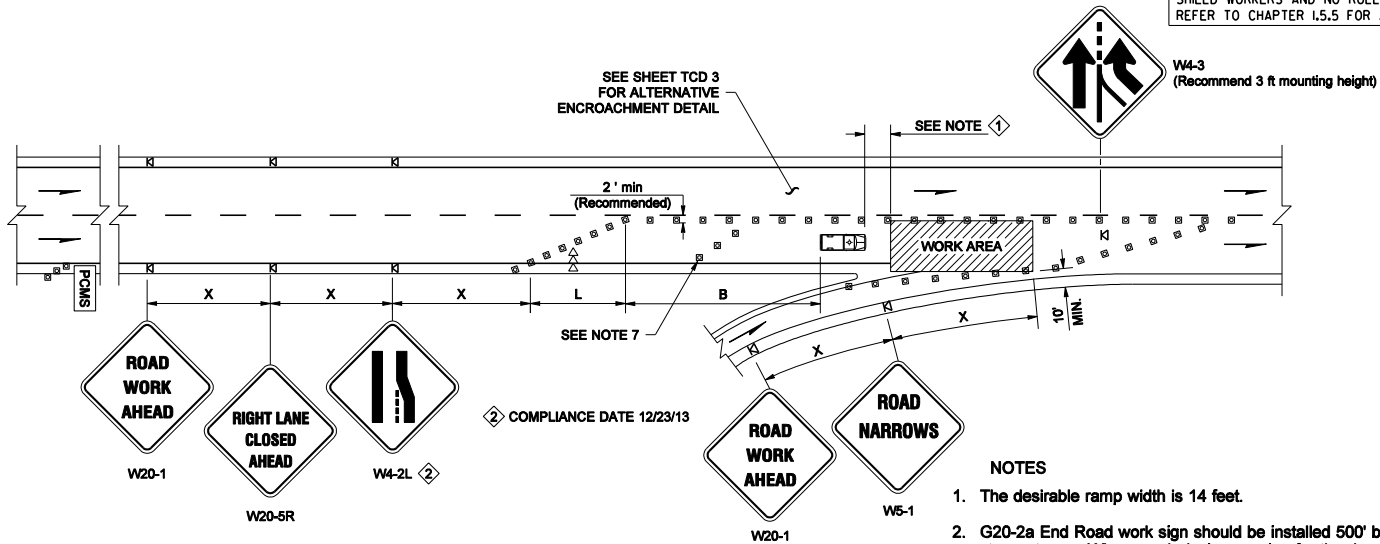 SHIELD WORKERS AND NO
REFER TO CHAPTER 1.5.5 FOR
W4-3
(Recommend 3 ft mounting height)
SEE SHEET TCD 3
FOR ALTERNATIVE
ENCROACHMENT DETAIL
SEE NOTE 1
2 ' min
(Recommended)
WORK AREA
PCMS
X
X
X
L
B
SEE NOTE 7
X
X
10'
MIN.
ROAD
WORK
AHEAD
W20-1
RIGHT LANE
CLOSED
AHEAD
W20-5R
W4-2L 2
2 COMPLIANCE DATE 12/23/13
ROAD
WORK
AHEAD
W20-1
ROAD
NARROWS
W5-1
NOTES
1. The desirable ramp width is 14 feet.
2. G20-2a End Road work sign should be installed 500'